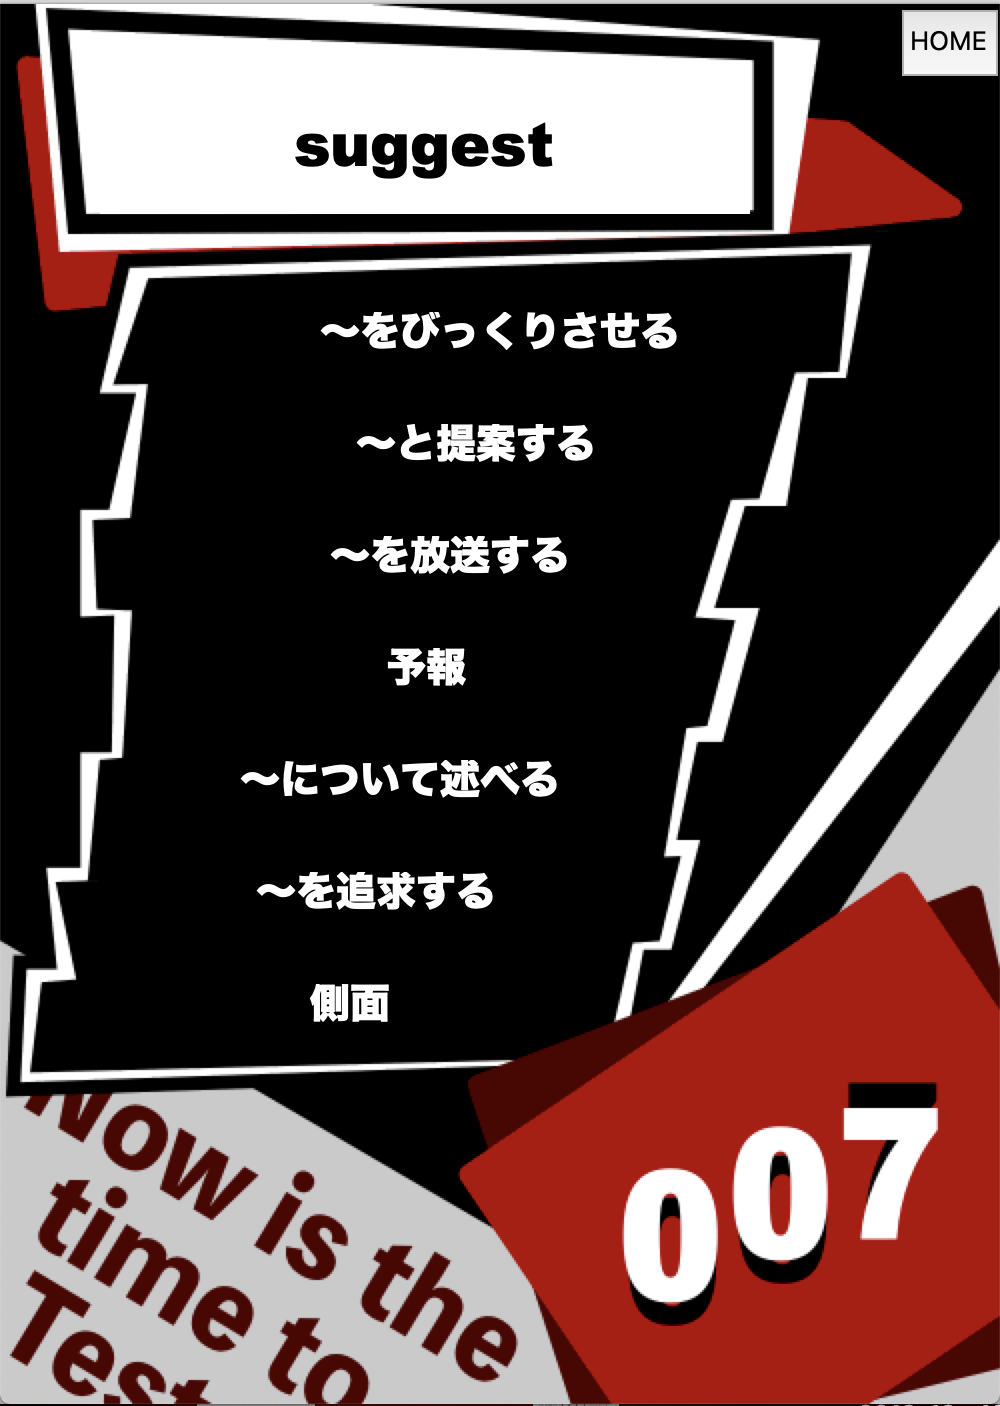 HOME
suggest
〜をびっくりさせる
〜と提案する
〜を放送する
予報
〜について述べる
〜を追求する
側面
Now is the
time to
Test
007